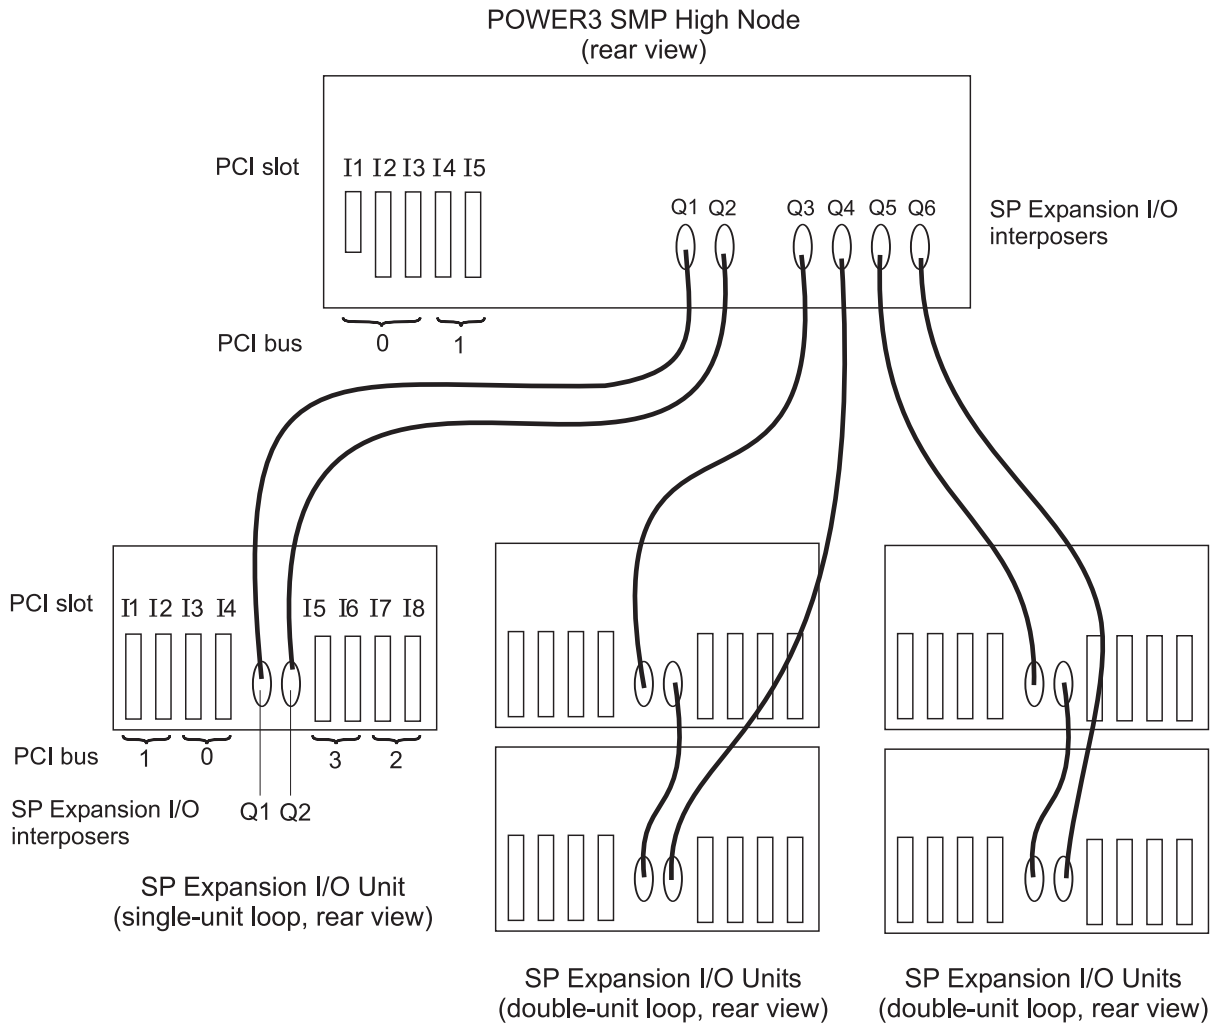 POWER3 SMP High Node
(rear view)
PCI slot I1 I2 I3 I4 I5
Q1 Q2 Q3 Q4 Q5 Q6
SP Expansion I/O
interposers
PCI bus 0 1
PCI slot I1 I2 I3 I4 I5 I6 I7 I8
PCI bus 1 0 3 2
SP Expansion I/O
interposers
Q1 Q2
SP Expansion I/O Unit
(single-unit loop, rear view)
SP Expansion I/O Units
(double-unit loop, rear view)
SP Expansion I/O Units
(double-unit loop, rear view)